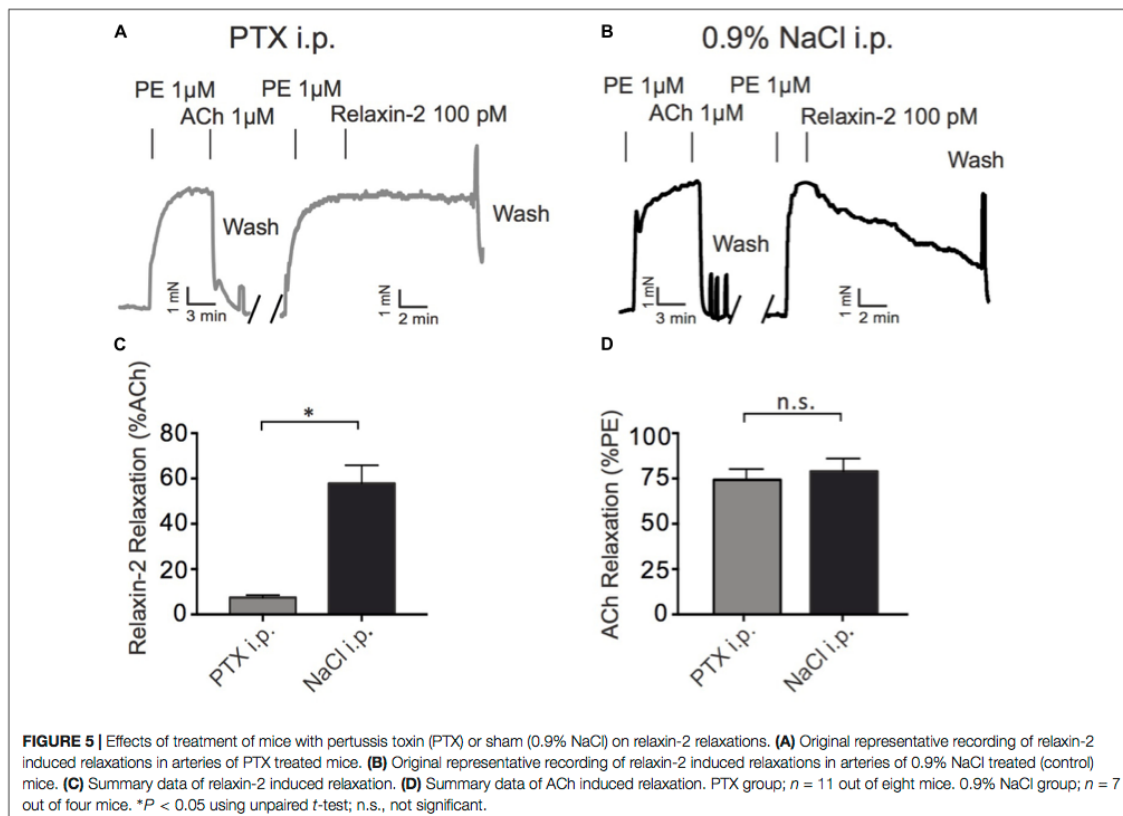 A
PTX i.p.
PE 1µM
PE 1µM
ACh 1µM
Relaxin-2 100 pM
Wash
Wash
1 mN
3 min
1 mN
2 min
B
0.9% NaCl i.p.
PE 1µM
PE 1µM
ACh 1µM
Relaxin-2 100 pM
Wash
Wash
1 mN
3 min
1 mN
2 min
C
Relaxin-2 Relaxation (%ACh)
80
60
40
20
0
*
PTX i.p.
NaCl i.p.
D
ACh Relaxation (%PE)
100
75
50
25
0
n.s.
PTX i.p.
NaCl i.p.
FIGURE 5 | Effects of treatment of mice with pertussis toxin (PTX) or sham (0.9% NaCl) on relaxin-2 relaxations. (A) Original representative recording of relaxin-2
induced relaxations in arteries of PTX treated mice. (B) Original representative recording of relaxin-2 induced relaxations in arteries of 0.9% NaCl treated (control)
mice. (C) Summary data of relaxin-2 induced relaxation. (D) Summary data of ACh induced relaxation. PTX group; n = 11 out of eight mice. 0.9% NaCl group; n = 7
out of four mice. *P < 0.05 using unpaired t-test; n.s., not significant.